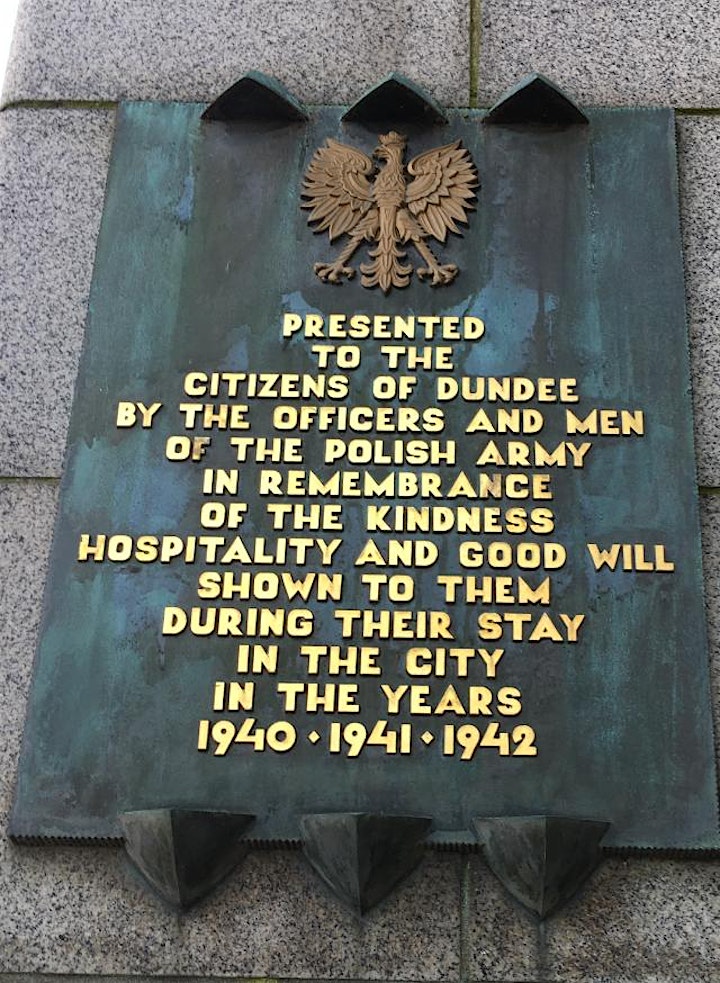 PRESENTED
TO THE
CITIZENS OF DUNDEE
BY THE OFFICERS AND MEN
OF THE POLISH ARMY
IN REMEMBRANCE
OF THE KINDNESS
HOSPITALITY AND GOOD WILL
SHOWN TO THEM
DURING THEIR STAY
IN THE CITY
IN THE YEARS
1940 · 1941 · 1942